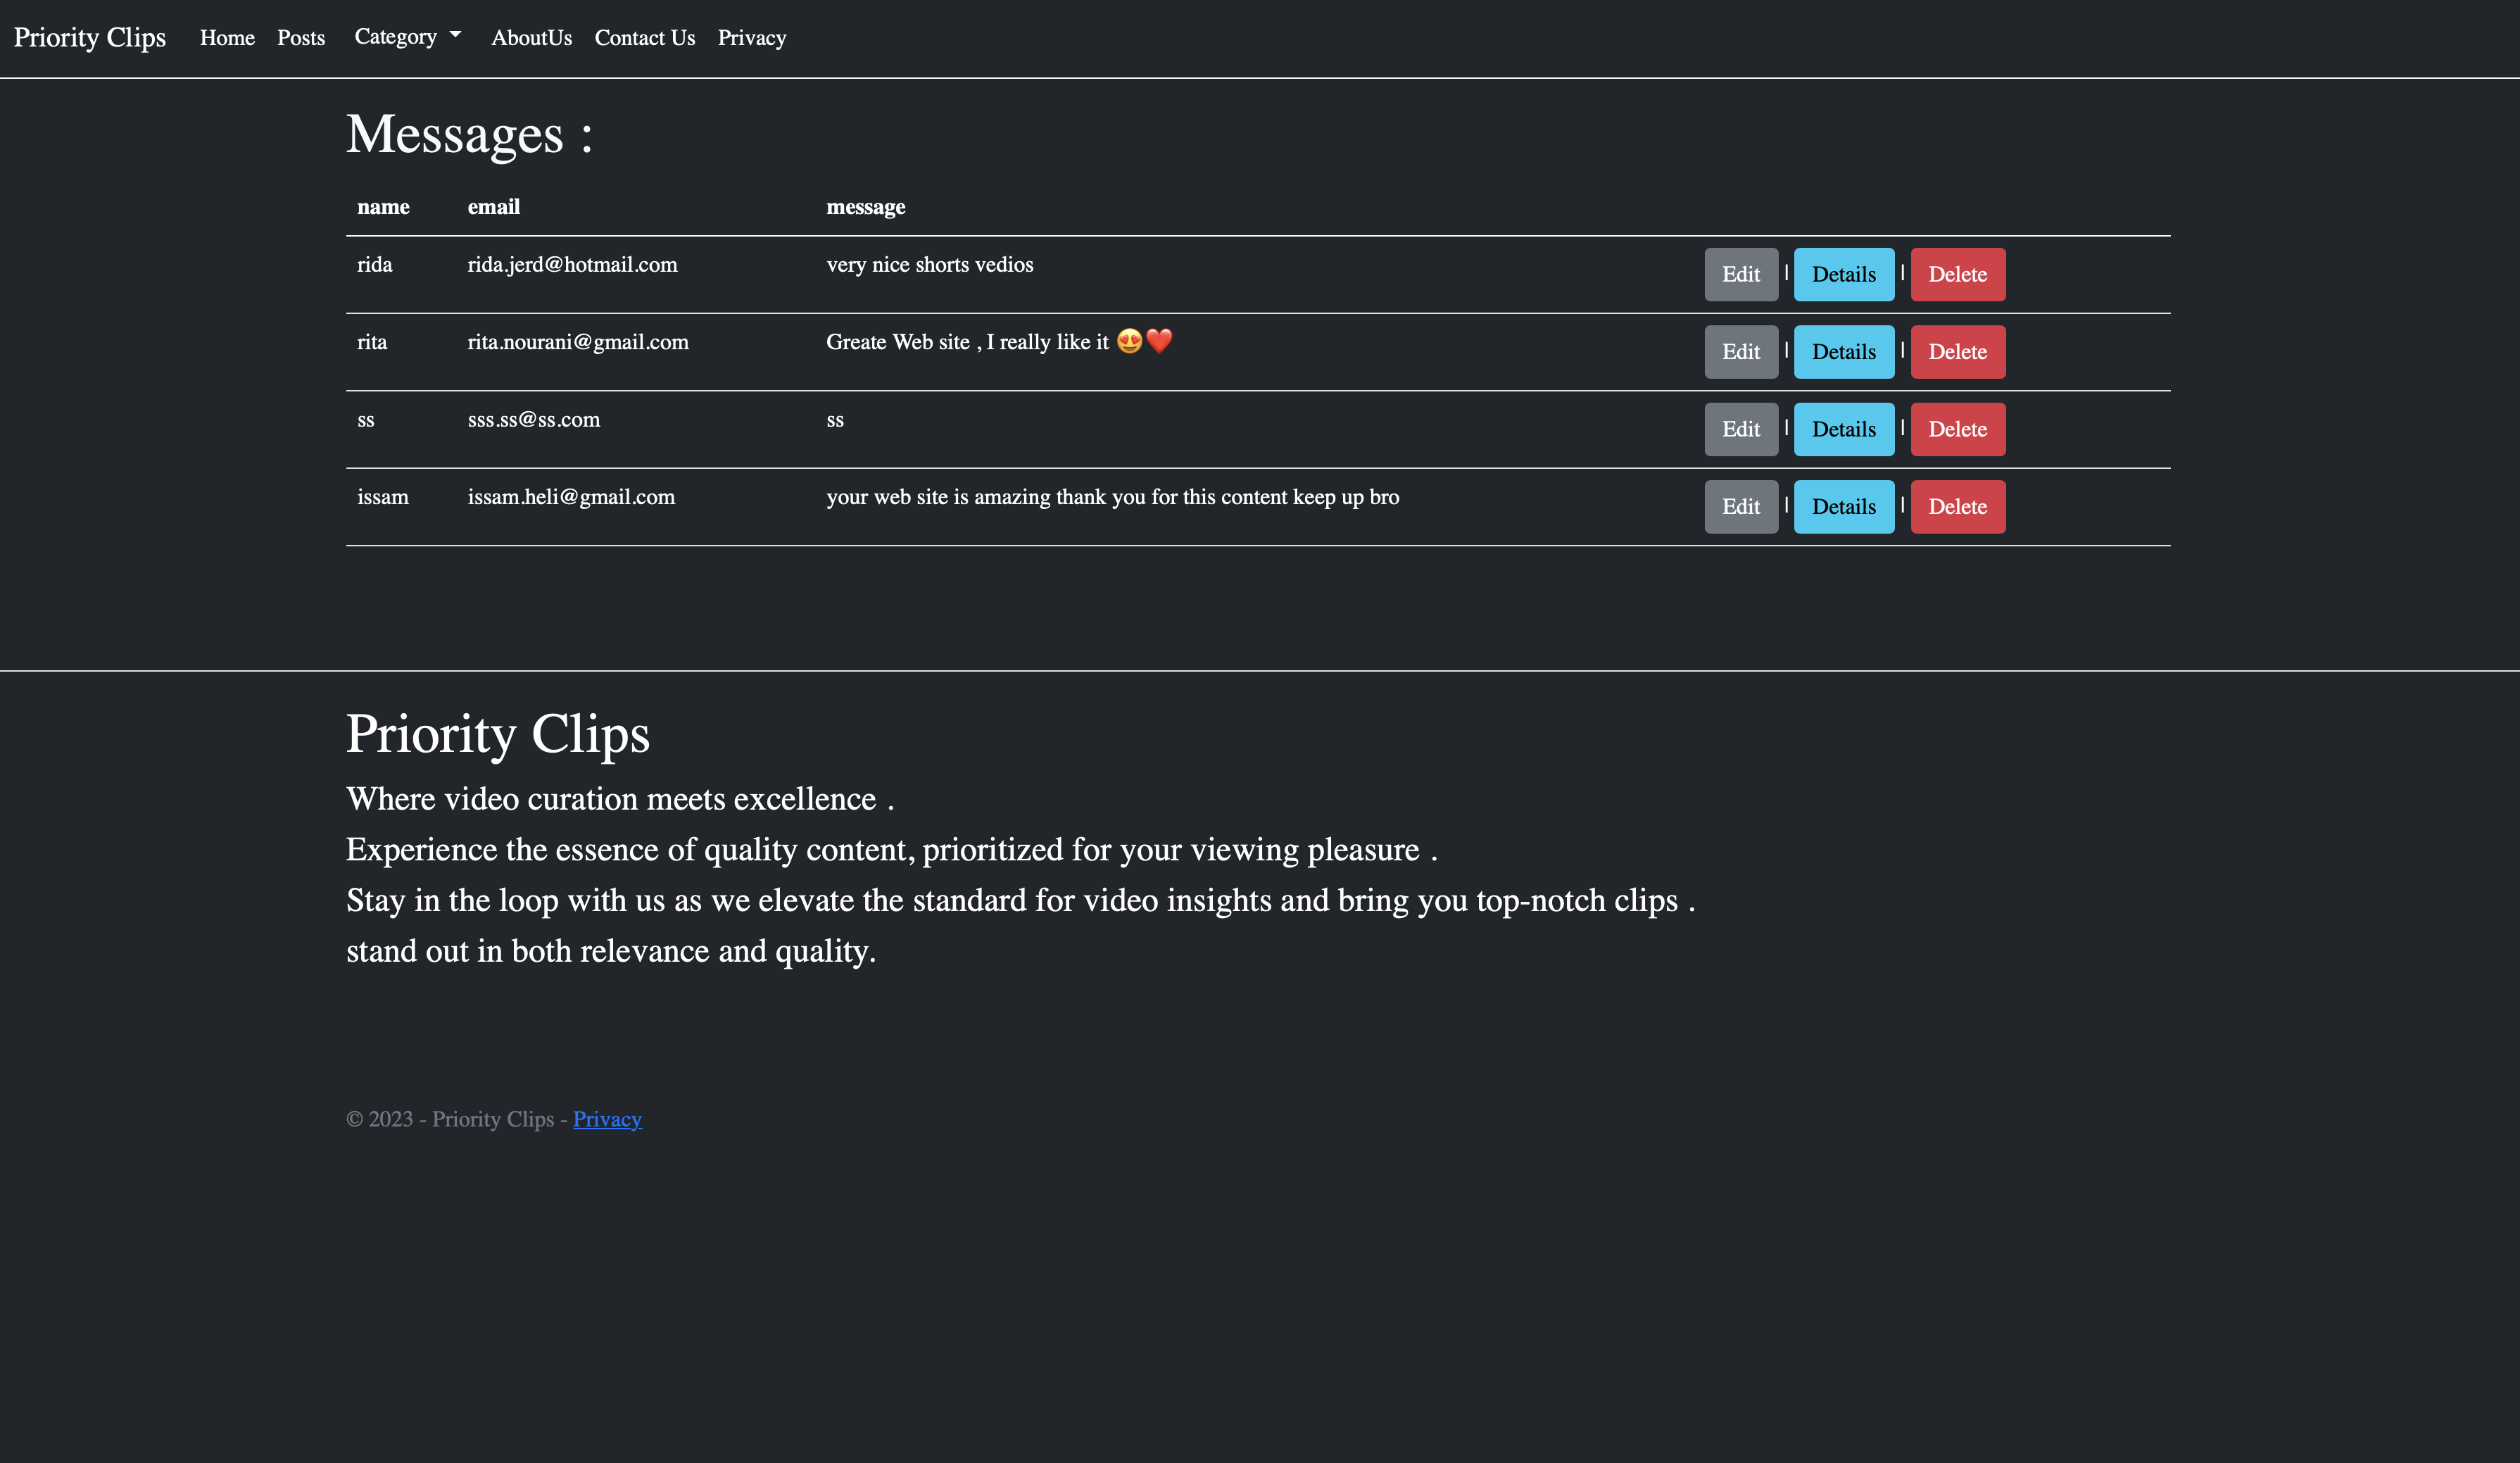 Priority Clips Home Posts Category AboutUs Contact Us Privacy
Messages :
name email message
rida rida.jerd@hotmail.com very nice shorts vedios Edit | Details | Delete
rita rita.nourani@gmail.com Greate Web site , I really like it 😍❤️ Edit | Details | Delete
ss sss.ss@ss.com ss Edit | Details | Delete
issam issam.heli@gmail.com your web site is amazing thank you for this content keep up bro Edit | Details | Delete
Priority Clips
Where video curation meets excellence .
Experience the essence of quality content, prioritized for your viewing pleasure .
Stay in the loop with us as we elevate the standard for video insights and bring you top-notch clips .
stand out in both relevance and quality.
© 2023 - Priority Clips - Privacy